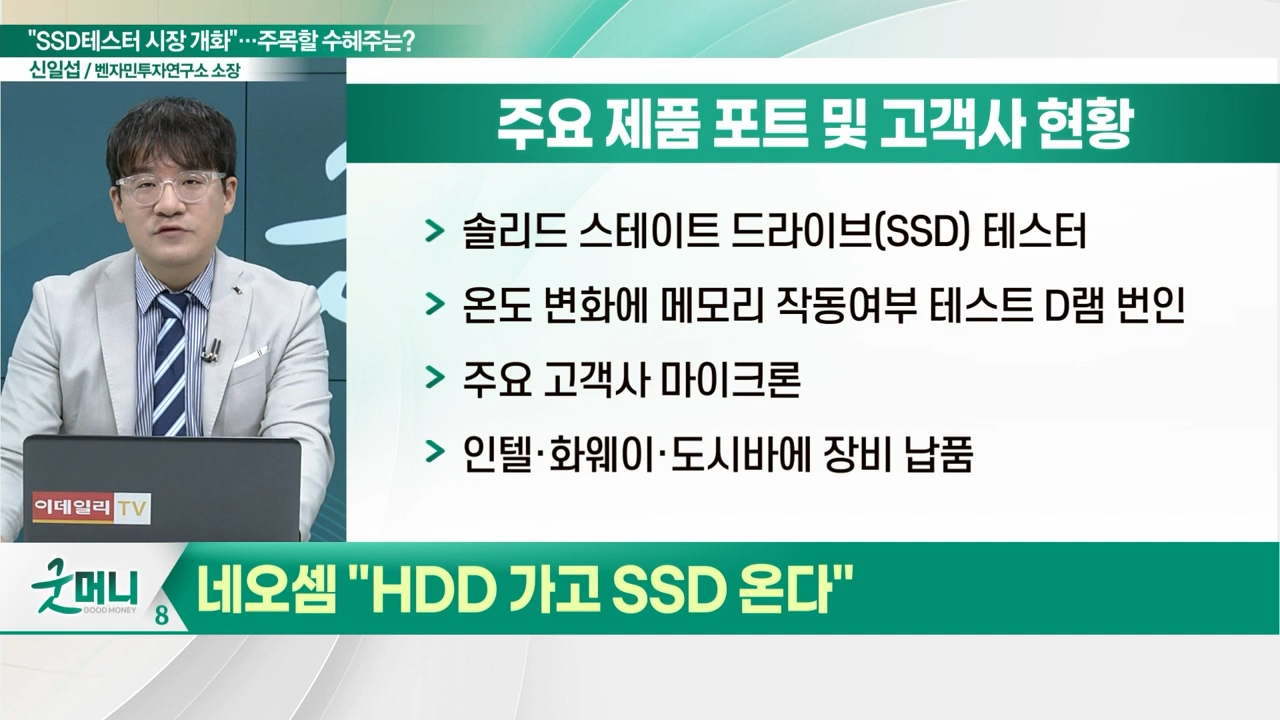 "SSD테스터 시장 개화"…주목할 수혜주는?
신일섭 / 벤자민투자연구소 소장
주요 제품 포트 및 고객사 현황
> 솔리드 스테이트 드라이브(SSD) 테스터
> 온도 변화에 메모리 작동여부 테스트 D램 번인
> 주요 고객사 마이크론
> 인텔·화웨이·도시바에 장비 납품
이데일리 TV
굿머니
GOOD MONEY
8
네오셈 "HDD 가고 SSD 온다"